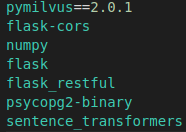 pymilvus==2.0.1
flask-cors
numpy
flask
flask_restful
psycopg2-binary
sentence_transformers